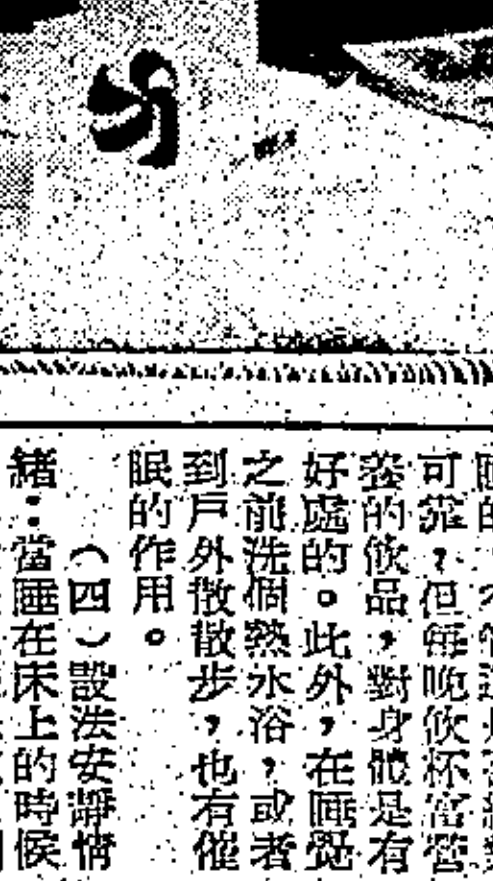 可靠,但每晚飲杯富營
養的飲品,對身體是有
好處的。此外,在睡覺
之前洗個熱水浴,或者
到戶外散散步,也有催
眠的作用。
(四)設法安靜情
緒:當睡在床上的時候